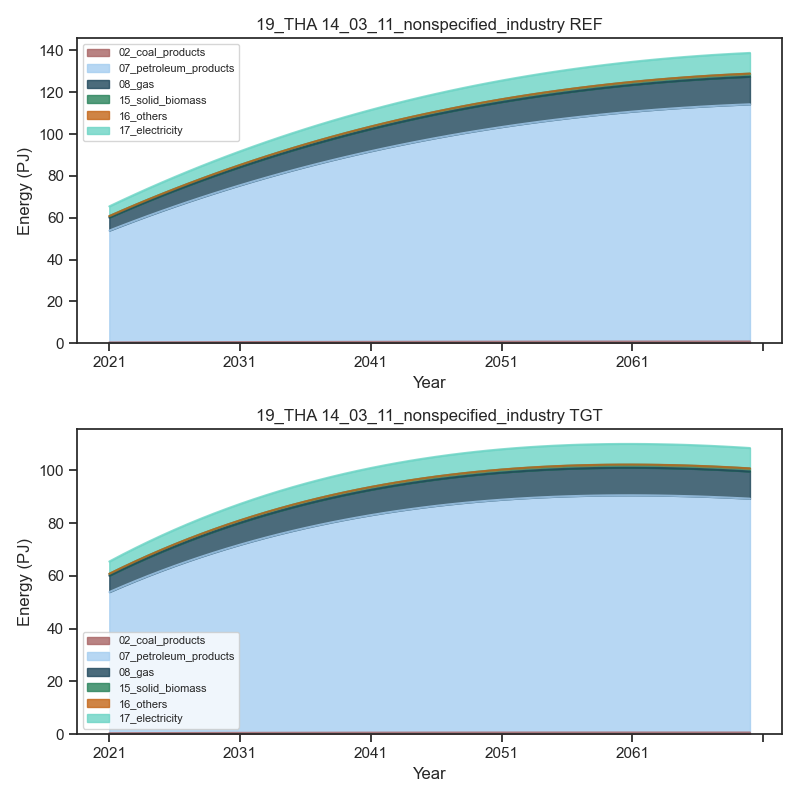 19_THA 14_03_11_nonspecified_industry REF
Energy (PJ)
140
120
100
80
60
40
20
0
02_coal_products
07_petroleum_products
08_gas
15_solid_biomass
16_others
17_electricity
2021 2031 2041 2051 2061
Year
19_THA 14_03_11_nonspecified_industry TGT
Energy (PJ)
100
80
60
40
20
0
02_coal_products
07_petroleum_products
08_gas
15_solid_biomass
16_others
17_electricity
2021 2031 2041 2051 2061
Year